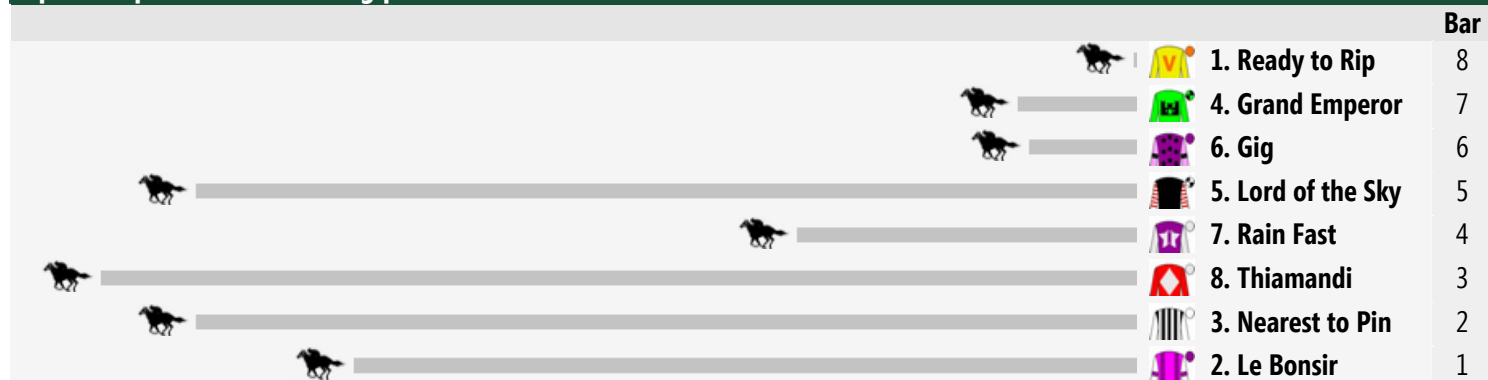 Bar
1. Ready to Rip 8
4. Grand Emperor 7
6. Gig 6
5. Lord of the Sky 5
7. Rain Fast 4
8. Thiamandi 3
3. Nearest to Pin 2
2. Le Bonsir 1